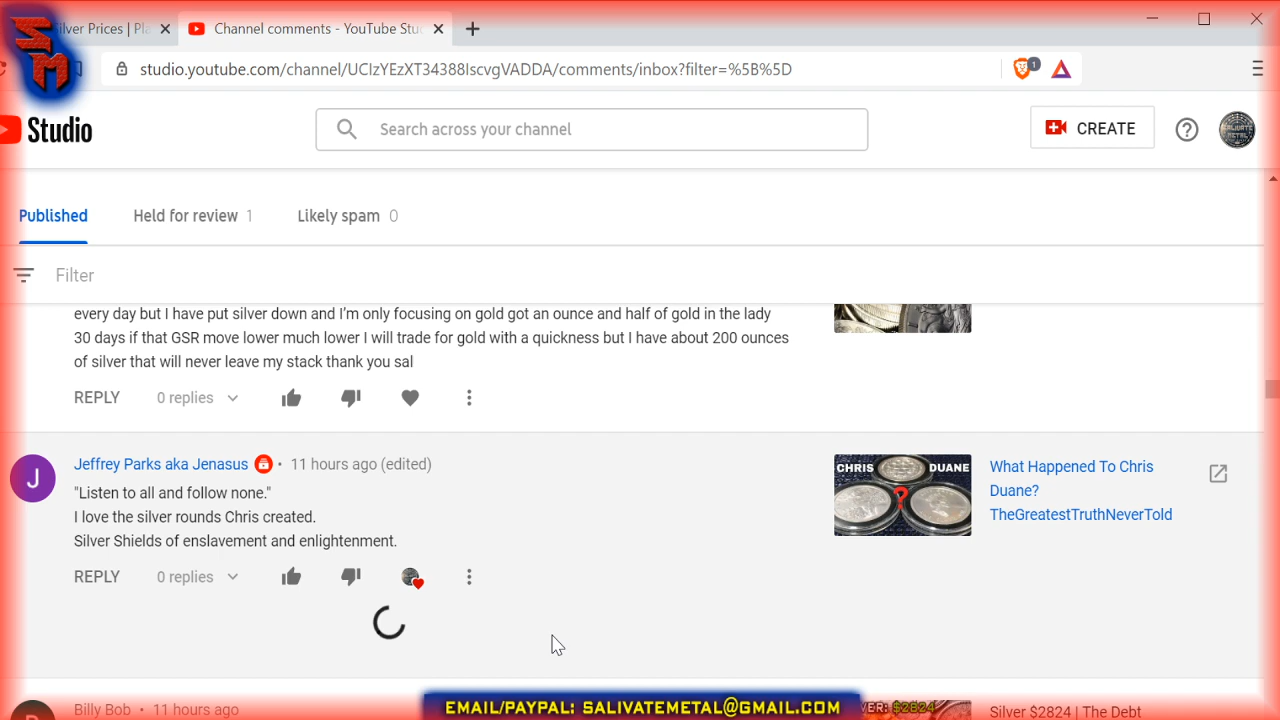 SM
ilver Prices | Pla
Channel comments - YouTube Stu
studio.youtube.com/channel/UClzYEzXT34388lscvgVADDA/comments/inbox?filter=%5B%5D
1
Studio
Search across your channel
CREATE
SALIVATE METAL
Published
Held for review 1
Likely spam 0
Filter
every day but I have put silver down and I'm only focusing on gold got an ounce and half of gold in the lady
30 days if that GSR move lower much lower I will trade for gold with a quickness but I have about 200 ounces
of silver that will never leave my stack thank you sal
REPLY
0 replies
J
Jeffrey Parks aka Jenasus • 11 hours ago (edited)
"Listen to all and follow none."
I love the silver rounds Chris created.
Silver Shields of enslavement and enlightenment.
REPLY
0 replies
CHRIS DUANE
?
What Happened To Chris
Duane?
TheGreatestTruthNeverTold
Billy Bob • 11 hours ago
VER: $2824
Silver $2824 | The Debt
EMAIL/PAYPAL: SALIVATEMETAL@GMAIL.COM